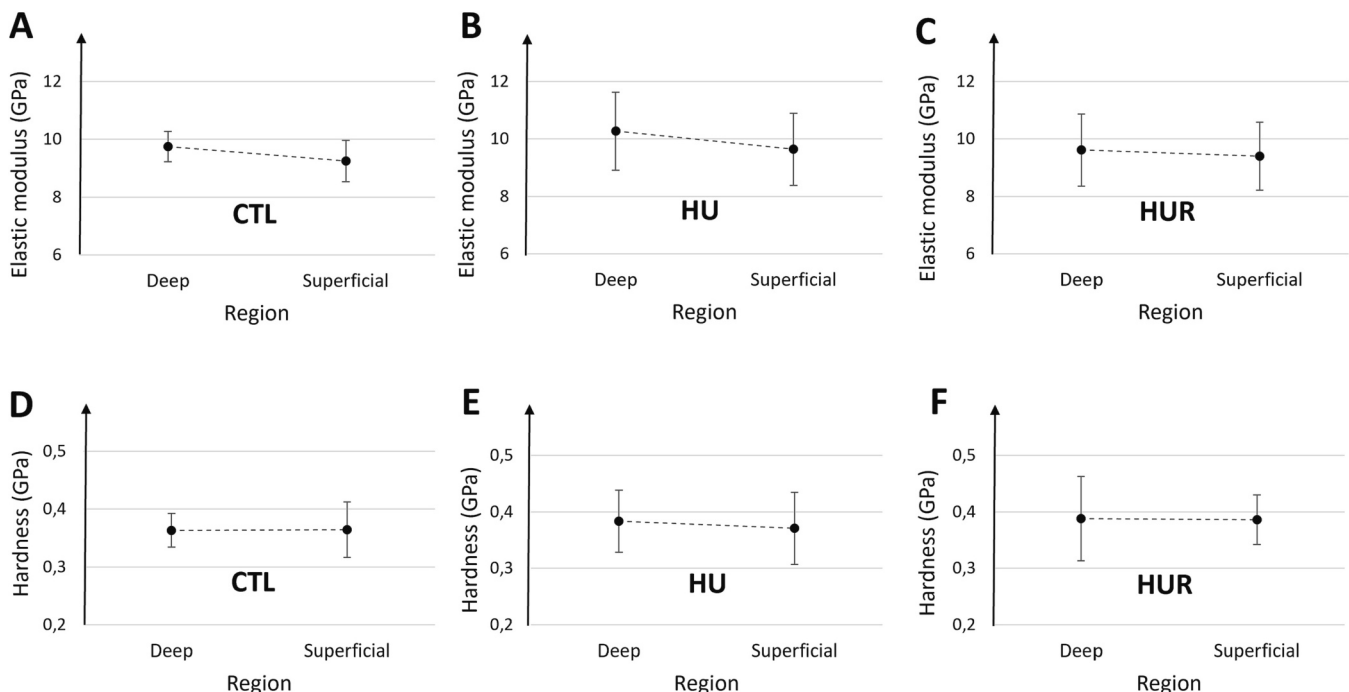 A
Elastic modulus (GPa)
12
10
8
6
CTL
Deep
Superficial
Region
B
Elastic modulus (GPa)
12
10
8
6
HU
Deep
Superficial
Region
C
Elastic modulus (GPa)
12
10
8
6
HUR
Deep
Superficial
Region
D
Hardness (GPa)
0,5
0,4
0,3
0,2
CTL
Deep
Superficial
Region
E
Hardness (GPa)
0,5
0,4
0,3
0,2
HU
Deep
Superficial
Region
F
Hardness (GPa)
0,5
0,4
0,3
0,2
HUR
Deep
Superficial
Region